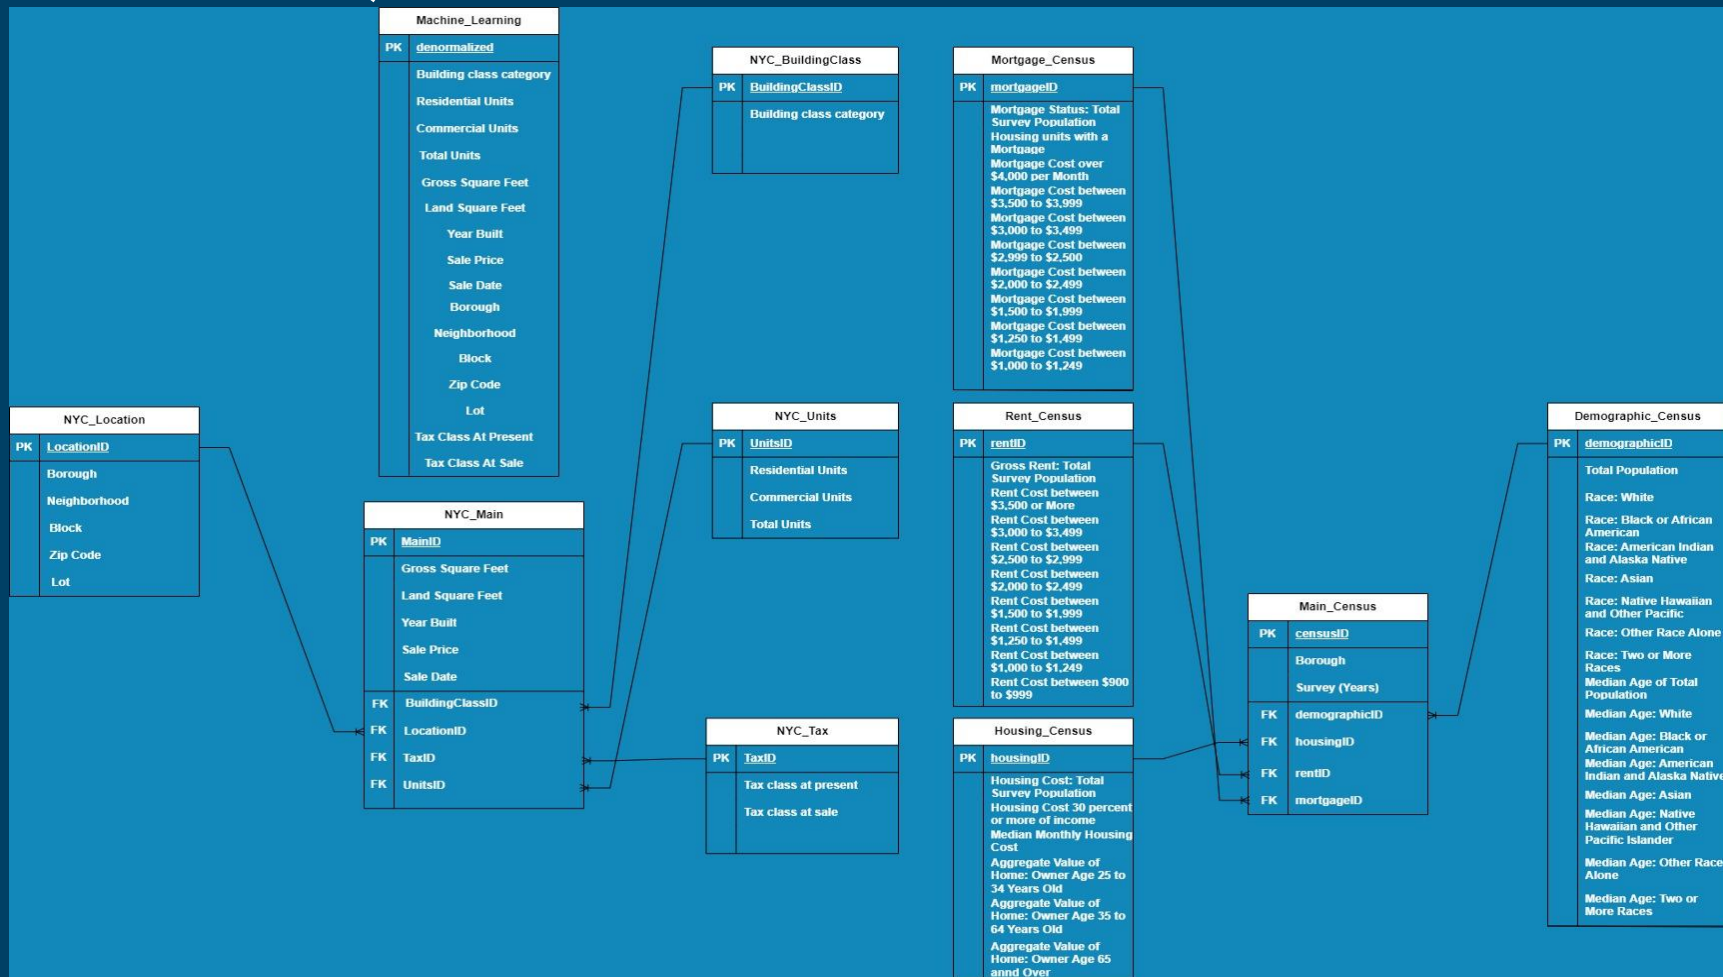 Machine_Learning
PK denormalized
Building class category
Residential Units
Commercial Units
Total Units
Gross Square Feet
Land Square Feet
Year Built
Sale Price
Sale Date
Borough
Neighborhood
Block
Zip Code
Lot
Tax Class At Present
Tax Class At Sale
NYC_BuildingClass
PK BuildingClassID
Building class category
Mortgage_Census
PK mortgageID
Mortgage Status: Total
Survey Population
Housing units with a
Mortgage
Mortgage Cost over
$4,000 per Month
Mortgage Cost between
$3,500 to $3,999
Mortgage Cost between
$3,000 to $3,499
Mortgage Cost between
$2,999 to $2,500
Mortgage Cost between
$2,000 to $2,499
Mortgage Cost between
$1,500 to $1,999
Mortgage Cost between
$1,250 to $1,499
Mortgage Cost between
$1,000 to $1,249
NYC_Location
PK LocationID
Borough
Neighborhood
Block
Zip Code
Lot
NYC_Main
PK MainID
Gross Square Feet
Land Square Feet
Year Built
Sale Price
Sale Date
FK BuildingClassID
FK LocationID
FK TaxID
FK UnitsID
NYC_Units
PK UnitsID
Residential Units
Commercial Units
Total Units
NYC_Tax
PK TaxID
Tax class at present
Tax class at sale
Rent_Census
PK rentID
Gross Rent: Total
Survey Population
Rent Cost between
$3,500 or More
Rent Cost between
$3,000 to $3,499
Rent Cost between
$2,500 to $2,999
Rent Cost between
$2,000 to $2,499
Rent Cost between
$1,500 to $1,999
Rent Cost between
$1,250 to $1,499
Rent Cost between
$1,000 to $1,249
Rent Cost between $900
to $999
Housing_Census
PK housingID
Housing Cost: Total
Survey Population
Housing Cost 30 percent
or more of income
Median Monthly Housing
Cost
Aggregate Value of
Home: Owner Age 25 to
34 Years Old
Aggregate Value of
Home: Owner Age 35 to
64 Years Old
Aggregate Value of
Home: Owner Age 65
annd Over
Main_Census
PK censusID
Borough
Survey (Years)
FK demographicID
FK housingID
FK rentID
FK mortgageID
Demographic_Census
PK demographicID
Total Population
Race: White
Race: Black or African
American
Race: American Indian
and Alaska Native
Race: Asian
Race: Native Hawaiian
and Other Pacific
Race: Other Race Alone
Race: Two or More
Races
Median Age of Total
Population
Median Age: White
Median Age: Black or
African American
Median Age: American
Indian and Alaska Native
Median Age: Asian
Median Age: Native
Hawaiian and Other
Pacific Islander
Median Age: Other Race
Alone
Median Age: Two or
More Races